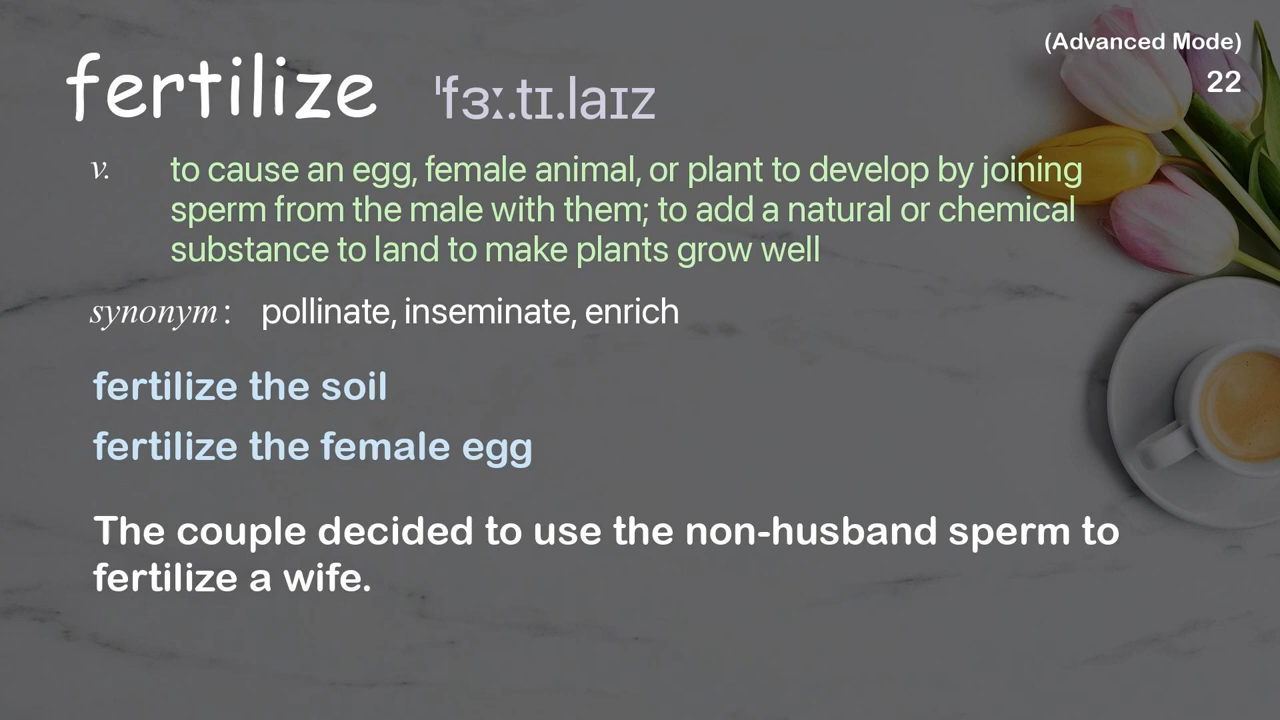 (Advanced Mode)
22
fertilize ˈfɜː.tɪ.laɪz
v. to cause an egg, female animal, or plant to develop by joining
sperm from the male with them; to add a natural or chemical
substance to land to make plants grow well
synonym : pollinate, inseminate, enrich
fertilize the soil
fertilize the female egg
The couple decided to use the non-husband sperm to
fertilize a wife.